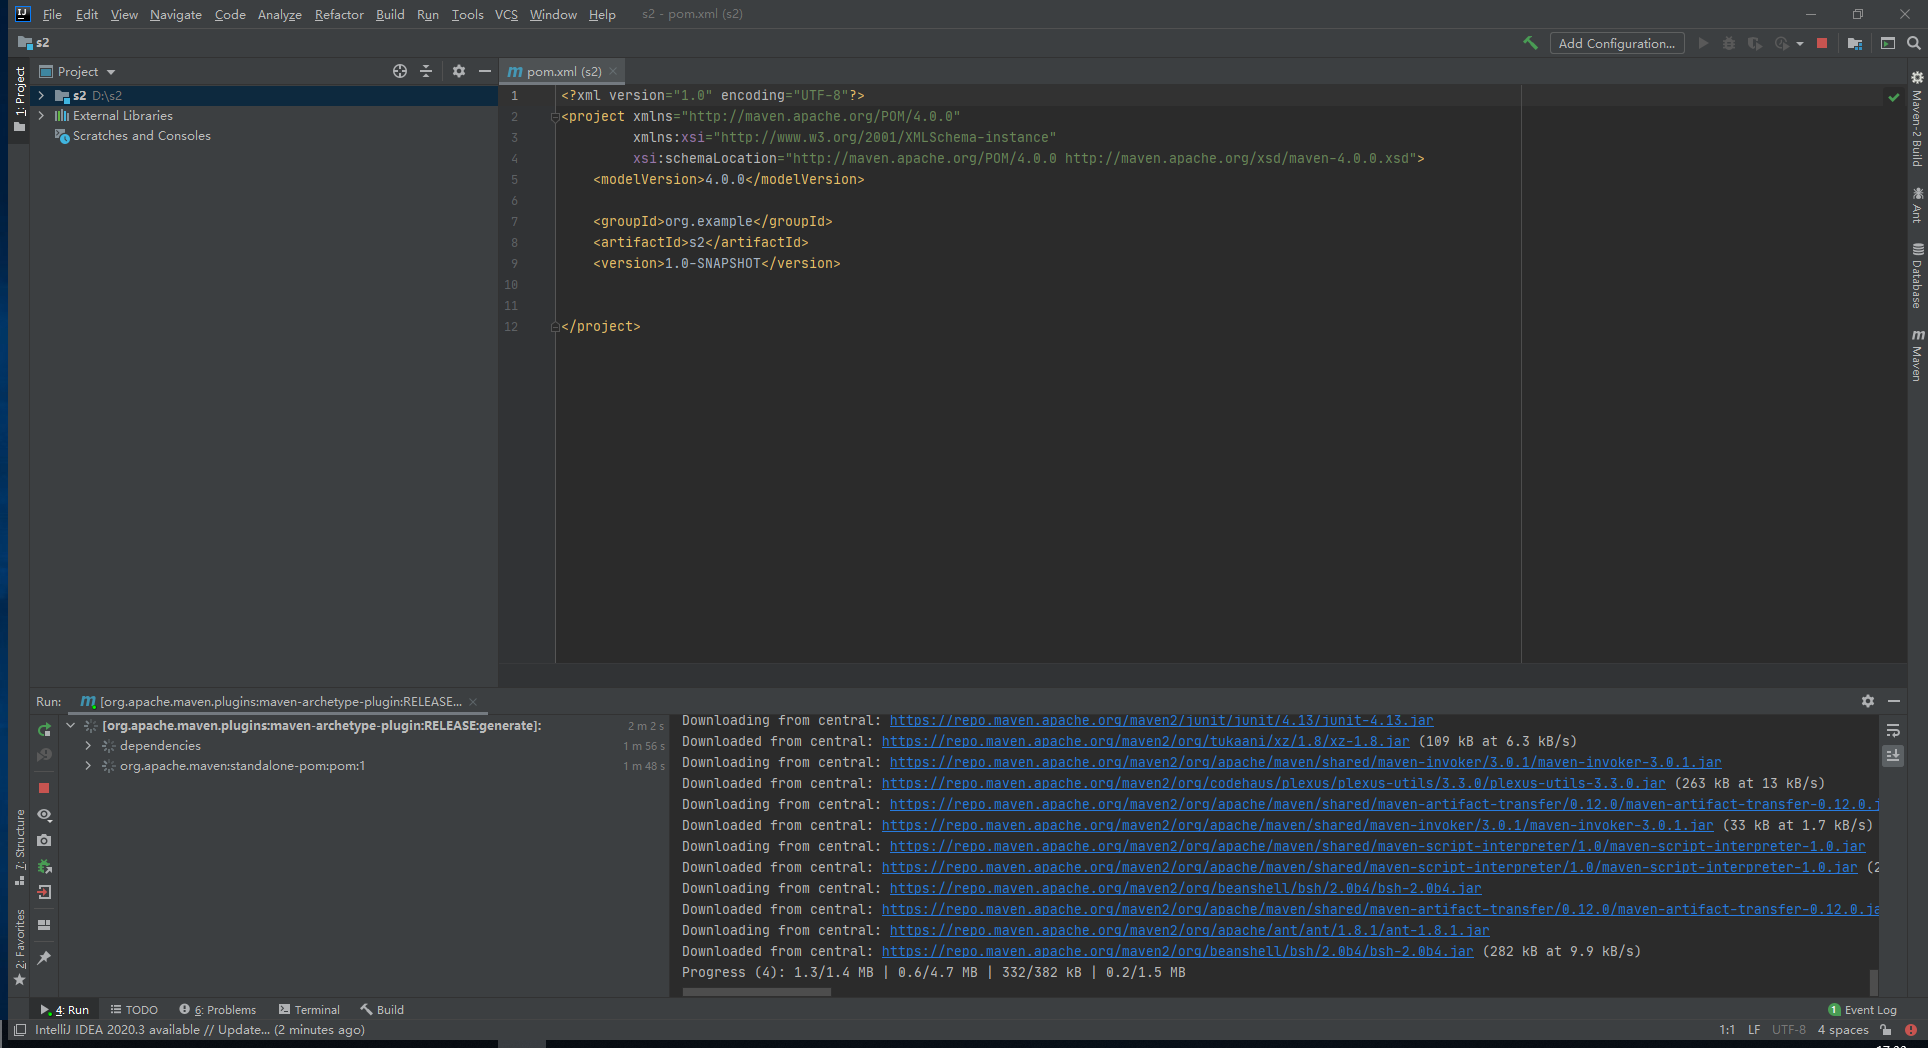 File Edit View Navigate Code Analyze Refactor Build Run Tools VCS Window Help s2 - pom.xml (s2)
s2
Add Configuration...
1: Project
Project
pom.xml (s2)
s2 D:\s2
External Libraries
Scratches and Consoles
1 <?xml version="1.0" encoding="UTF-8"?>
2 <project xmlns="http://maven.apache.org/POM/4.0.0"
3 xmlns:xsi="http://www.w3.org/2001/XMLSchema-instance"
4 xsi:schemaLocation="http://maven.apache.org/POM/4.0.0 http://maven.apache.org/xsd/maven-4.0.0.xsd">
5 <modelVersion>4.0.0</modelVersion>
6
7 <groupId>org.example</groupId>
8 <artifactId>s2</artifactId>
9 <version>1.0-SNAPSHOT</version>
10
11
12 </project>
Maven-2 Build
Ant
Database
Maven
Run: [org.apache.maven.plugins:maven-archetype-plugin:RELEASE...
[org.apache.maven.plugins:maven-archetype-plugin:RELEASE:generate]: 2 m 2 s
dependencies 1 m 56 s
org.apache.maven:standalone-pom:pom:1 1 m 48 s
Downloading from central: https://repo.maven.apache.org/maven2/junit/junit/4.13/junit-4.13.jar
Downloaded from central: https://repo.maven.apache.org/maven2/org/tukaani/xz/1.8/xz-1.8.jar (109 kB at 6.3 kB/s)
Downloading from central: https://repo.maven.apache.org/maven2/org/apache/maven/shared/maven-invoker/3.0.1/maven-invoker-3.0.1.jar
Downloaded from central: https://repo.maven.apache.org/maven2/org/codehaus/plexus/plexus-utils/3.3.0/plexus-utils-3.3.0.jar (263 kB at 13 kB/s)
Downloading from central: https://repo.maven.apache.org/maven2/org/apache/maven/shared/maven-artifact-transfer/0.12.0/maven-artifact-transfer-0.12.0.j
Downloaded from central: https://repo.maven.apache.org/maven2/org/apache/maven/shared/maven-invoker/3.0.1/maven-invoker-3.0.1.jar (33 kB at 1.7 kB/s)
Downloading from central: https://repo.maven.apache.org/maven2/org/apache/maven/shared/maven-script-interpreter/1.0/maven-script-interpreter-1.0.jar
Downloaded from central: https://repo.maven.apache.org/maven2/org/apache/maven/shared/maven-script-interpreter/1.0/maven-script-interpreter-1.0.jar (2
Downloading from central: https://repo.maven.apache.org/maven2/org/beanshell/bsh/2.0b4/bsh-2.0b4.jar
Downloaded from central: https://repo.maven.apache.org/maven2/org/apache/maven/shared/maven-artifact-transfer/0.12.0/maven-artifact-transfer-0.12.0.ja
Downloading from central: https://repo.maven.apache.org/maven2/org/apache/ant/ant/1.8.1/ant-1.8.1.jar
Downloaded from central: https://repo.maven.apache.org/maven2/org/beanshell/bsh/2.0b4/bsh-2.0b4.jar (282 kB at 9.9 kB/s)
Progress (4): 1.3/1.4 MB | 0.6/4.7 MB | 332/382 kB | 0.2/1.5 MB
7: Structure
2: Favorites
4: Run TODO 6: Problems Terminal Build 1 Event Log
IntelliJ IDEA 2020.3 available // Update... (2 minutes ago) 1:1 LF UTF-8 4 spaces